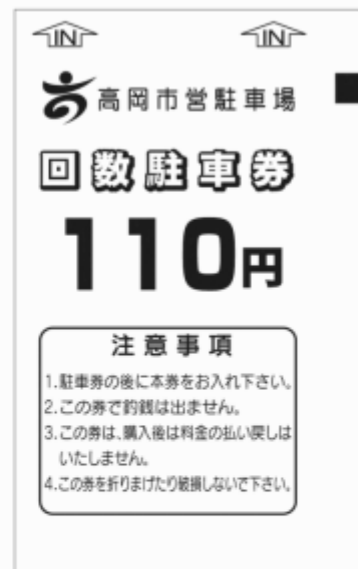 IN IN
高岡市営駐車場
回数駐車券
110円
注意事項
1.駐車券の後に本券をお入れ下さい。
2.この券で釣銭は出ません。
3.この券は、購入後は料金の払い戻しは
いたしません。
4.この券を折りまげたり破損しないで下さい。